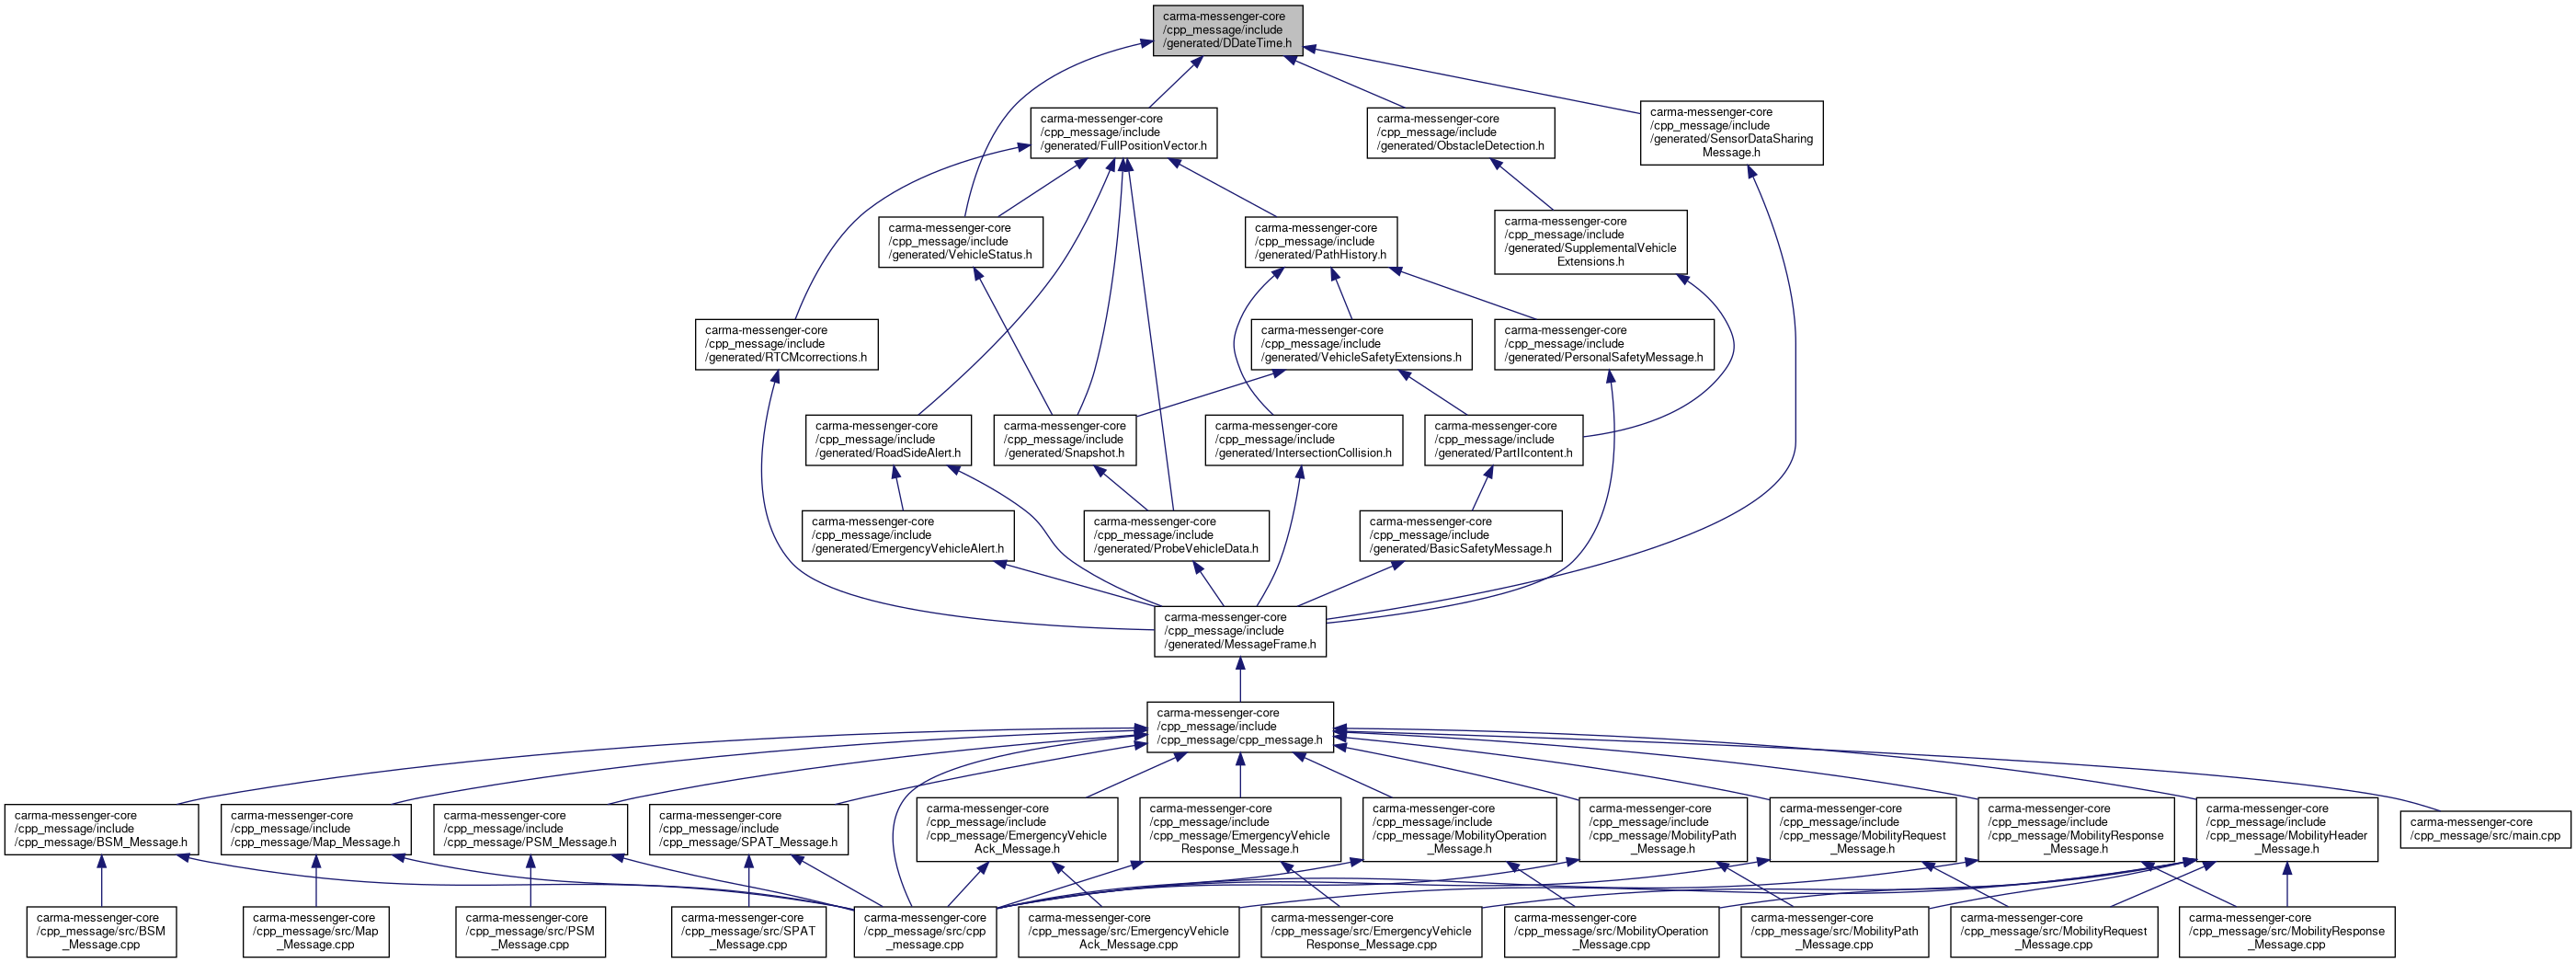 carma-messenger-core
/cpp_message/include
/generated/DDateTime.h
carma-messenger-core
/cpp_message/include
/generated/FullPositionVector.h
carma-messenger-core
/cpp_message/include
/generated/ObstacleDetection.h
carma-messenger-core
/cpp_message/include
/generated/SensorDataSharing
Message.h
carma-messenger-core
/cpp_message/include
/generated/VehicleStatus.h
carma-messenger-core
/cpp_message/include
/generated/PathHistory.h
carma-messenger-core
/cpp_message/include
/generated/SupplementalVehicle
Extensions.h
carma-messenger-core
/cpp_message/include
/generated/RTCMcorrections.h
carma-messenger-core
/cpp_message/include
/generated/VehicleSafetyExtensions.h
carma-messenger-core
/cpp_message/include
/generated/PersonalSafetyMessage.h
carma-messenger-core
/cpp_message/include
/generated/RoadSideAlert.h
carma-messenger-core
/cpp_message/include
/generated/Snapshot.h
carma-messenger-core
/cpp_message/include
/generated/IntersectionCollision.h
carma-messenger-core
/cpp_message/include
/generated/PartIIcontent.h
carma-messenger-core
/cpp_message/include
/generated/EmergencyVehicleAlert.h
carma-messenger-core
/cpp_message/include
/generated/ProbeVehicleData.h
carma-messenger-core
/cpp_message/include
/generated/BasicSafetyMessage.h
carma-messenger-core
/cpp_message/include
/generated/MessageFrame.h
carma-messenger-core
/cpp_message/include
/cpp_message/cpp_message.h
carma-messenger-core
/cpp_message/include
/cpp_message/BSM_Message.h
carma-messenger-core
/cpp_message/include
/cpp_message/Map_Message.h
carma-messenger-core
/cpp_message/include
/cpp_message/PSM_Message.h
carma-messenger-core
/cpp_message/include
/cpp_message/SPAT_Message.h
carma-messenger-core
/cpp_message/include
/cpp_message/EmergencyVehicle
Ack_Message.h
carma-messenger-core
/cpp_message/include
/cpp_message/EmergencyVehicle
Response_Message.h
carma-messenger-core
/cpp_message/include
/cpp_message/MobilityOperation
_Message.h
carma-messenger-core
/cpp_message/include
/cpp_message/MobilityPath
_Message.h
carma-messenger-core
/cpp_message/include
/cpp_message/MobilityRequest
_Message.h
carma-messenger-core
/cpp_message/include
/cpp_message/MobilityResponse
_Message.h
carma-messenger-core
/cpp_message/include
/cpp_message/MobilityHeader
_Message.h
carma-messenger-core
/cpp_message/src/main.cpp
carma-messenger-core
/cpp_message/src/BSM
_Message.cpp
carma-messenger-core
/cpp_message/src/Map
_Message.cpp
carma-messenger-core
/cpp_message/src/PSM
_Message.cpp
carma-messenger-core
/cpp_message/src/SPAT
_Message.cpp
carma-messenger-core
/cpp_message/src/cpp
_message.cpp
carma-messenger-core
/cpp_message/src/EmergencyVehicle
Ack_Message.cpp
carma-messenger-core
/cpp_message/src/EmergencyVehicle
Response_Message.cpp
carma-messenger-core
/cpp_message/src/MobilityOperation
_Message.cpp
carma-messenger-core
/cpp_message/src/MobilityPath
_Message.cpp
carma-messenger-core
/cpp_message/src/MobilityRequest
_Message.cpp
carma-messenger-core
/cpp_message/src/MobilityResponse
_Message.cpp